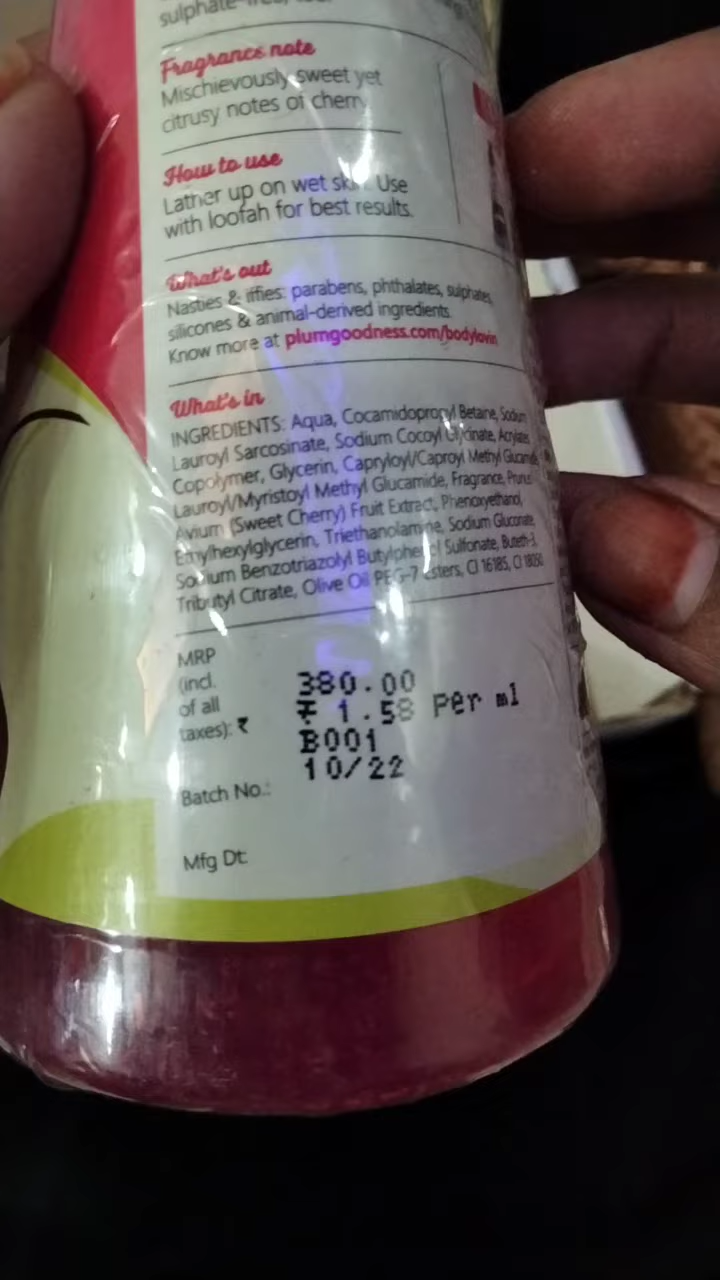 sulphate-free,
Fragrance note
Mischievously sweet yet
citrusy notes of cherry
How to use
Lather up on wet skin. Use
with loofah for best results.
What's out
Nasties & iffies: parabens, phthalates, sulphates,
silicones & animal-derived ingredients.
Know more at plumgoodness.com/bodylovin
What's in
INGREDIENTS: Aqua, Cocamidopropyl Betaine, Sodium
Lauroyl Sarcosinate, Sodium Cocoyl Glycinate, Acrylates
Copolymer, Glycerin, Capryloyl/Caproyl Methyl Glucamide,
Lauroyl/Myristoyl Methyl Glucamide, Fragrance, Prunus
Avium (Sweet Cherry) Fruit Extract, Phenoxyethanol,
Ethylhexylglycerin, Triethanolamine, Sodium Gluconate,
Sodium Benzotriazolyl Butylphenol Sulfonate, Buteth-3,
Tributyl Citrate, Olive Oil PEG-7 Esters, CI 16185, CI 18050
MRP
(incl.
of all
taxes): ₹
380.00
₹ 1.58 Per ml
B001
10/22
Batch No.:
Mfg Dt: